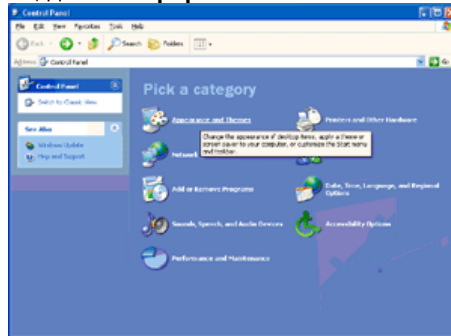 Control Panel
File Edit View Favorites Tools Help
Back Search Folders
Address Control Panel Go
Control Panel
Switch to Classic View
See Also
Windows Update
Help and Support
Pick a category
Appearance and Themes
Printers and Other Hardware
Change the appearance of desktop items, apply a theme or
screen saver to your computer, or customize the Start menu
and taskbar.
Network
Add or Remove Programs
Date, Time, Language, and Regional
Options
Sounds, Speech, and Audio Devices
Accessibility Options
Performance and Maintenance